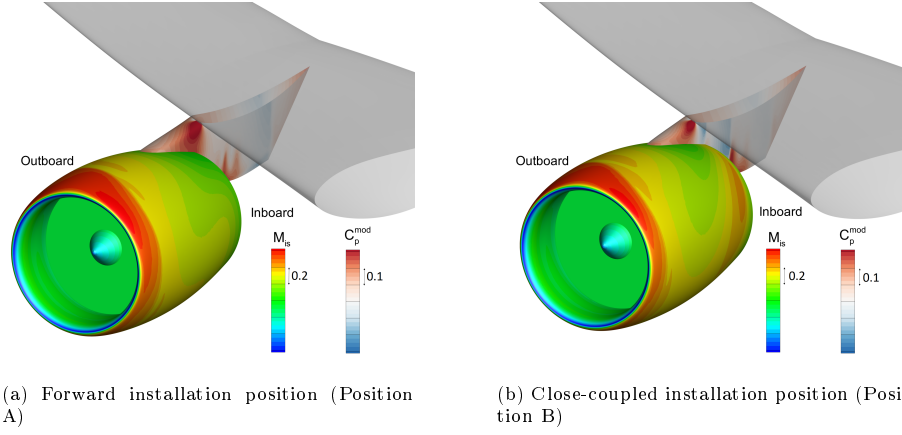 Outboard
Inboard
M_is
0.2
C_p^mod
0.1
(a) Forward installation position (Position
A)
Outboard
Inboard
M_is
0.2
C_p^mod
0.1
(b) Close-coupled installation position (Posi
tion B)